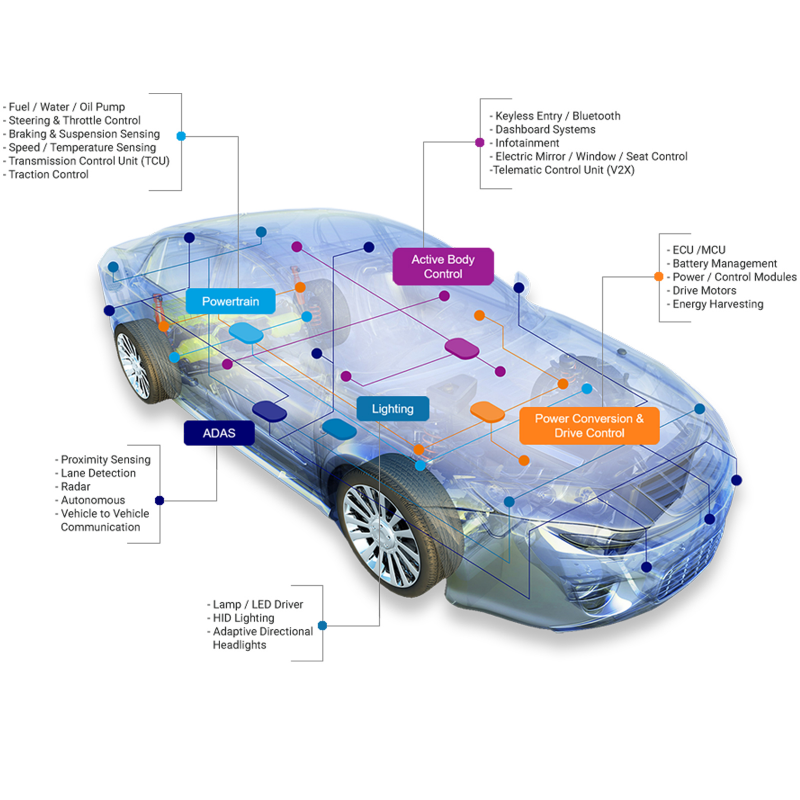 - Fuel / Water / Oil Pump
- Steering & Throttle Control
- Braking & Suspension Sensing
- Speed / Temperature Sensing
- Transmission Control Unit (TCU)
- Traction Control
- Keyless Entry / Bluetooth
- Dashboard Systems
- Infotainment
- Electric Mirror / Window / Seat Control
-Telematic Control Unit (V2X)
- ECU /MCU
- Battery Management
- Power / Control Modules
- Drive Motors
- Energy Harvesting
Active Body
Control
Powertrain
Lighting
Power Conversion &
Drive Control
ADAS
- Proximity Sensing
- Lane Detection
- Radar
- Autonomous
- Vehicle to Vehicle
Communication
- Lamp / LED Driver
- HID Lighting
- Adaptive Directional
Headlights